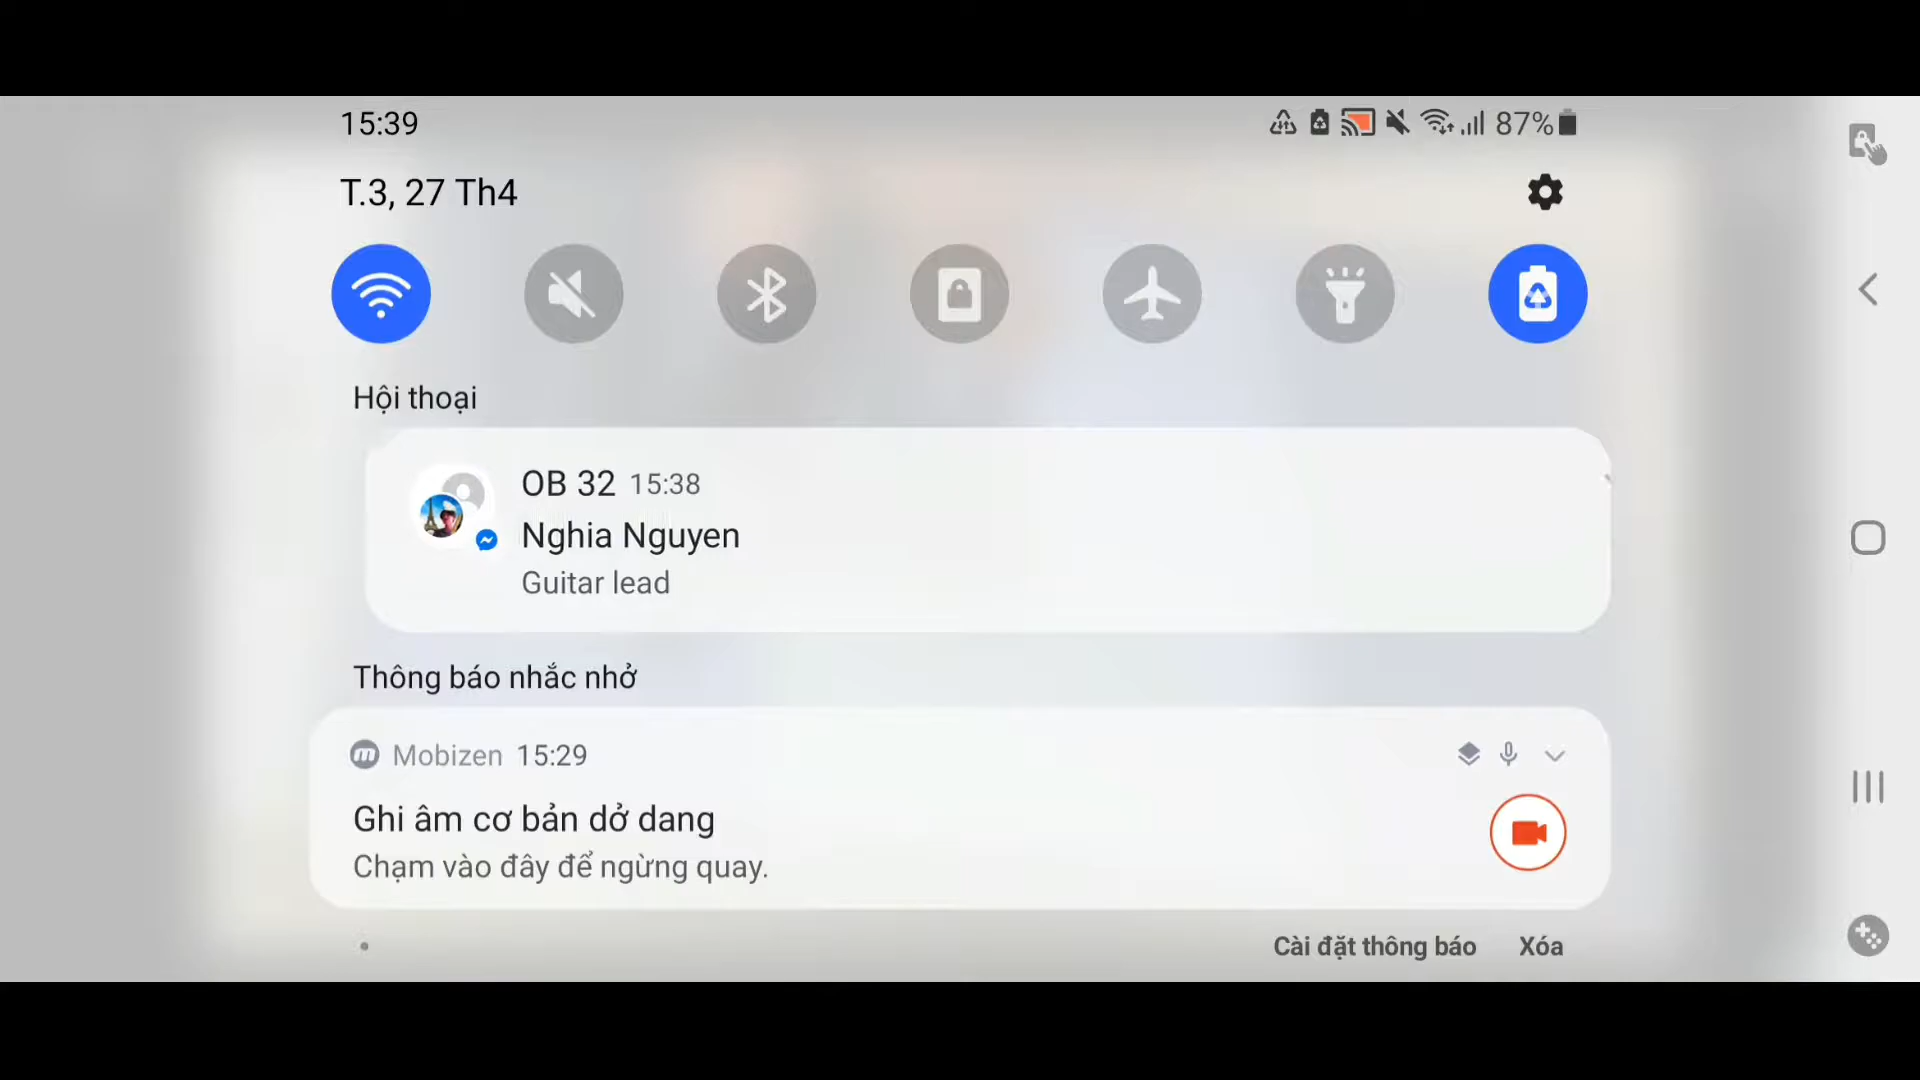 15:39
87%
T.3, 27 Th4
Hội thoại
OB 32 15:38
Nghia Nguyen
Guitar lead
Thông báo nhắc nhở
Mobizen 15:29
Ghi âm cơ bản dở dang
Chạm vào đây để ngừng quay.
Cài đặt thông báo Xóa